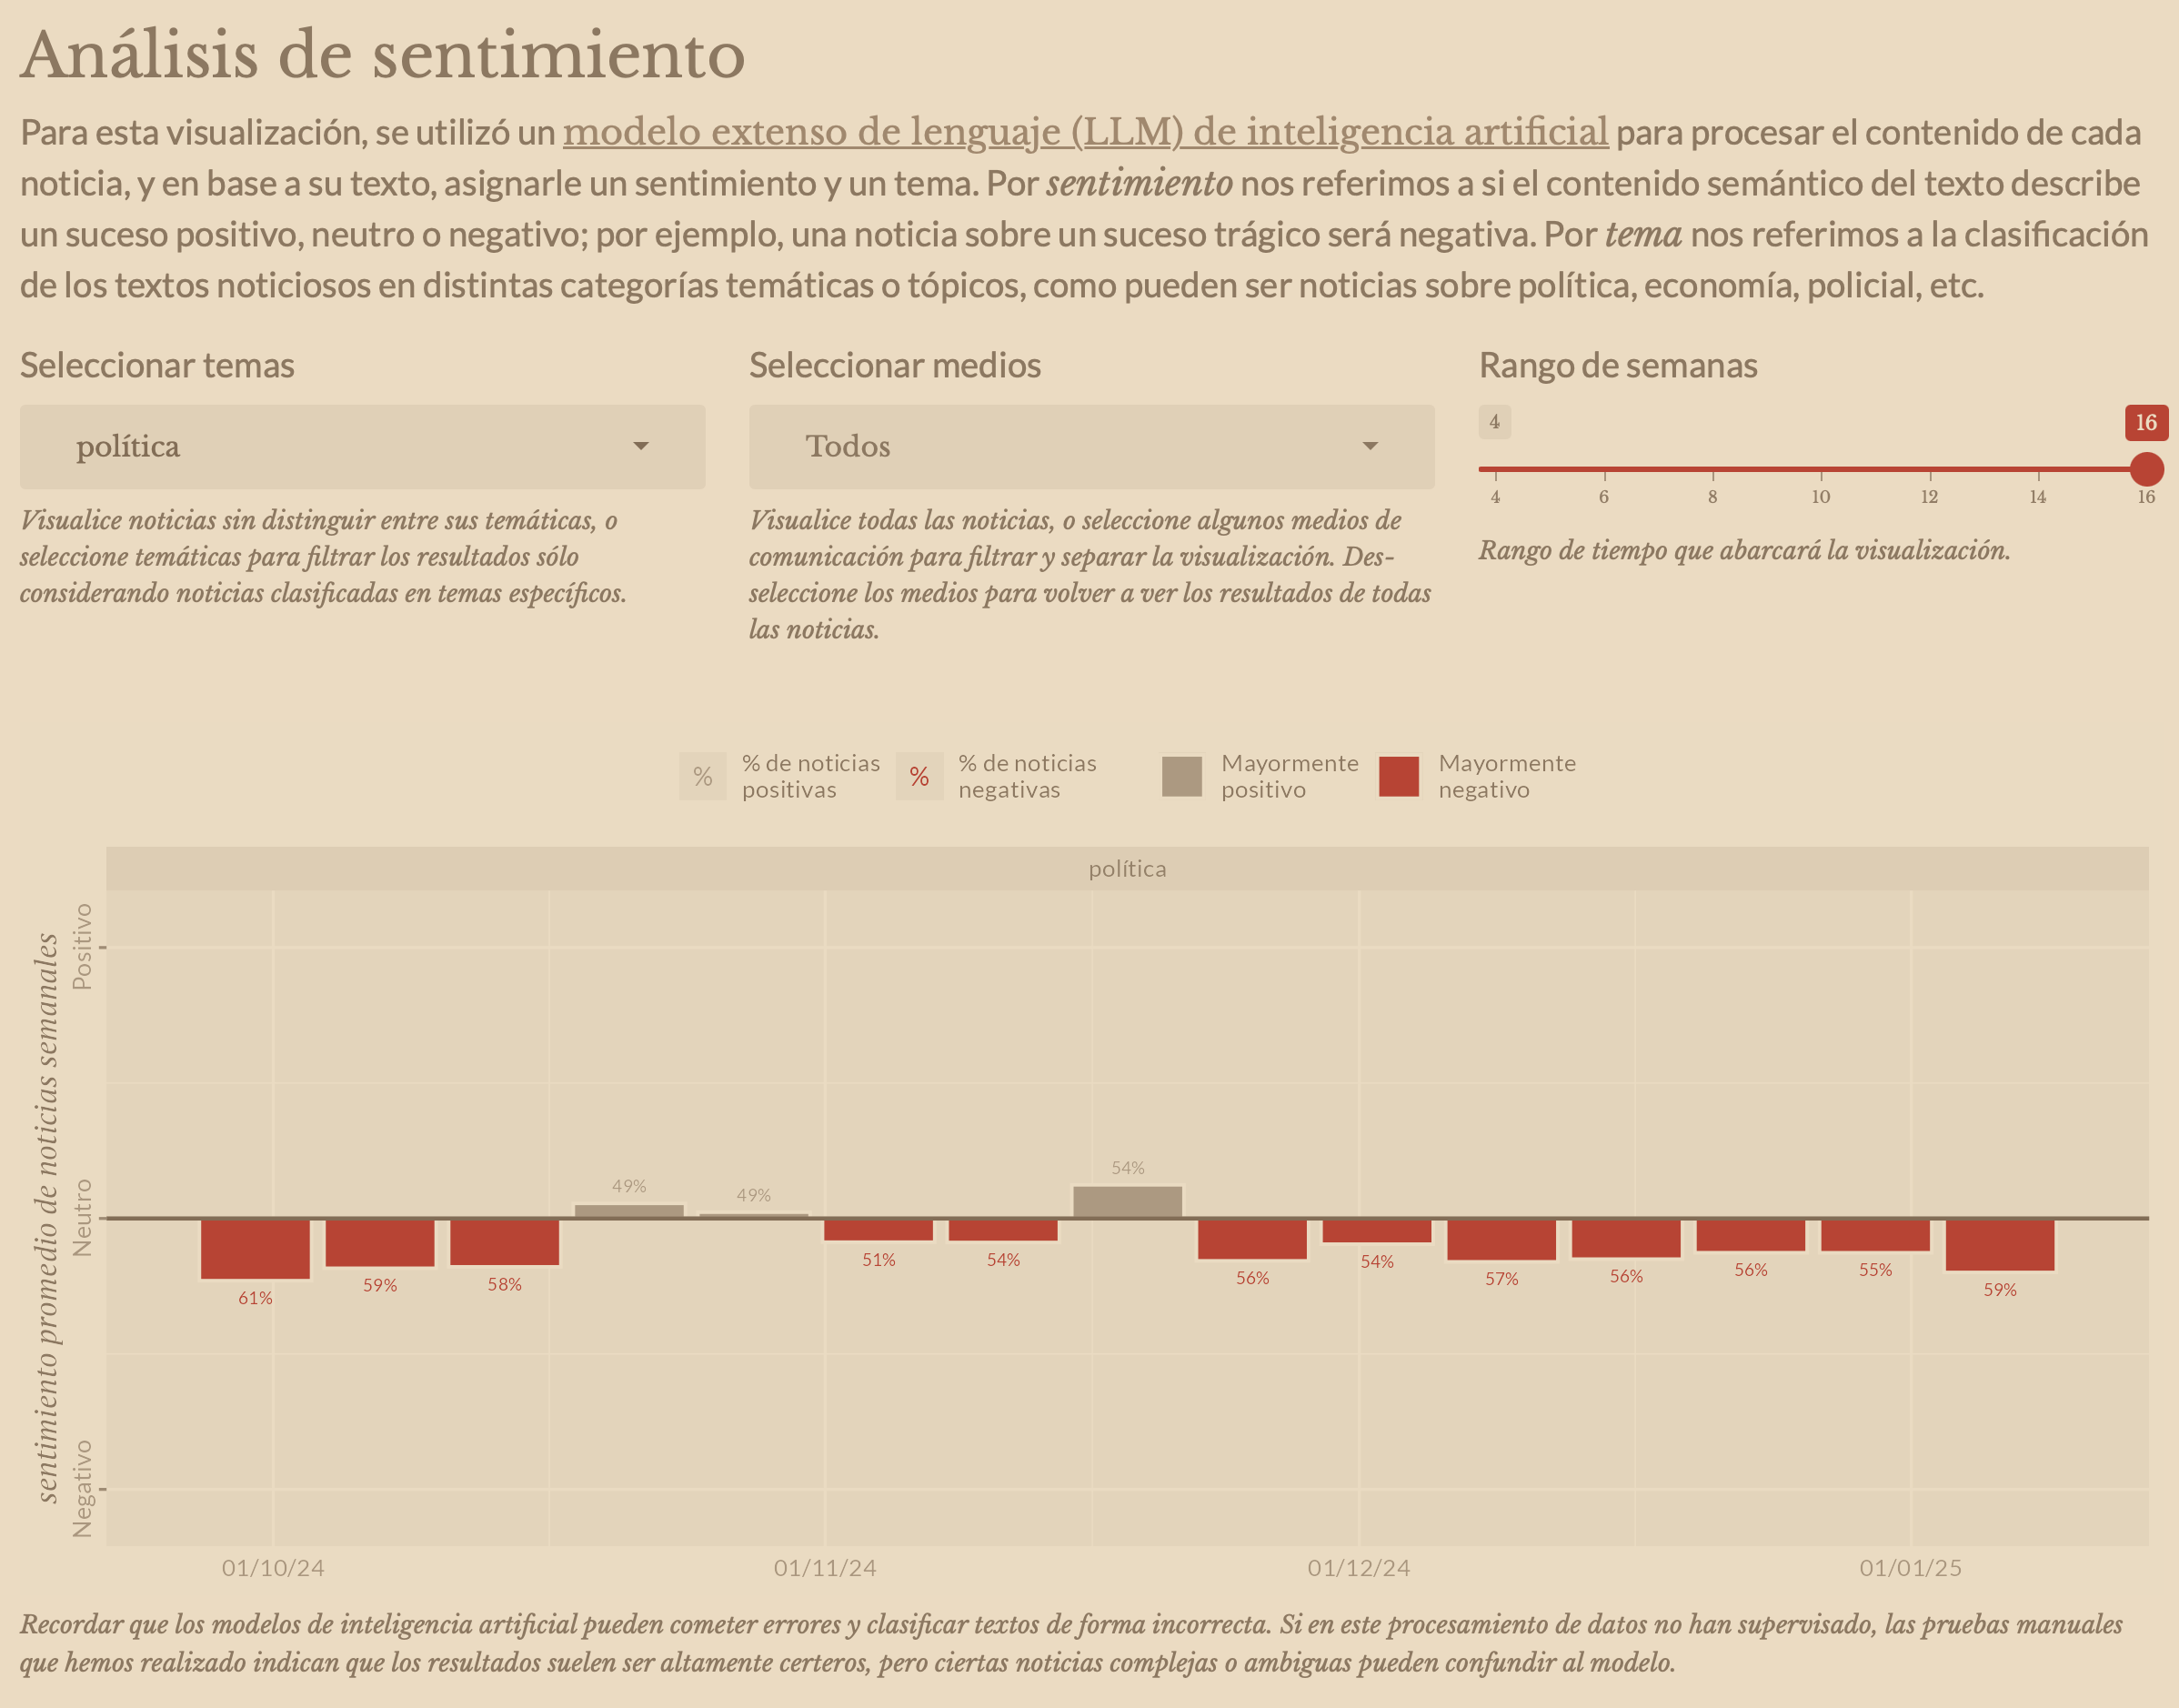 Análisis de sentimiento
Para esta visualización, se utilizó un modelo extenso de lenguaje (LLM) de inteligencia artificial para procesar el contenido de cada
noticia, y en base a su texto, asignarle un sentimiento y un tema. Por sentimiento nos referimos a si el contenido semántico del texto describe
un suceso positivo, neutro o negativo; por ejemplo, una noticia sobre un suceso trágico será negativa. Por tema nos referimos a la clasificación
de los textos noticiosos en distintas categorías temáticas o tópicos, como pueden ser noticias sobre política, economía, policial, etc.
Seleccionar temas
política
Visualice noticias sin distinguir entre sus temáticas, o
seleccione temáticas para filtrar los resultados sólo
considerando noticias clasificadas en temas específicos.
Seleccionar medios
Todos
Visualice todas las noticias, o seleccione algunos medios de
comunicación para filtrar y separar la visualización. Des-
seleccione los medios para volver a ver los resultados de todas
las noticias.
Rango de semanas
4
16
4 6 8 10 12 14 16
Rango de tiempo que abarcará la visualización.
% % de noticias
positivas
% % de noticias
negativas
Mayormente
positivo
Mayormente
negativo
política
sentimiento promedio de noticias semanales
Positivo
Neutro
Negativo
61%
59%
58%
49%
49%
51%
54%
54%
56%
54%
57%
56%
56%
55%
59%
01/10/24 01/11/24 01/12/24 01/01/25
Recordar que los modelos de inteligencia artificial pueden cometer errores y clasificar textos de forma incorrecta. Si en este procesamiento de datos no han supervisado, las pruebas manuales
que hemos realizado indican que los resultados suelen ser altamente certeros, pero ciertas noticias complejas o ambiguas pueden confundir al modelo.